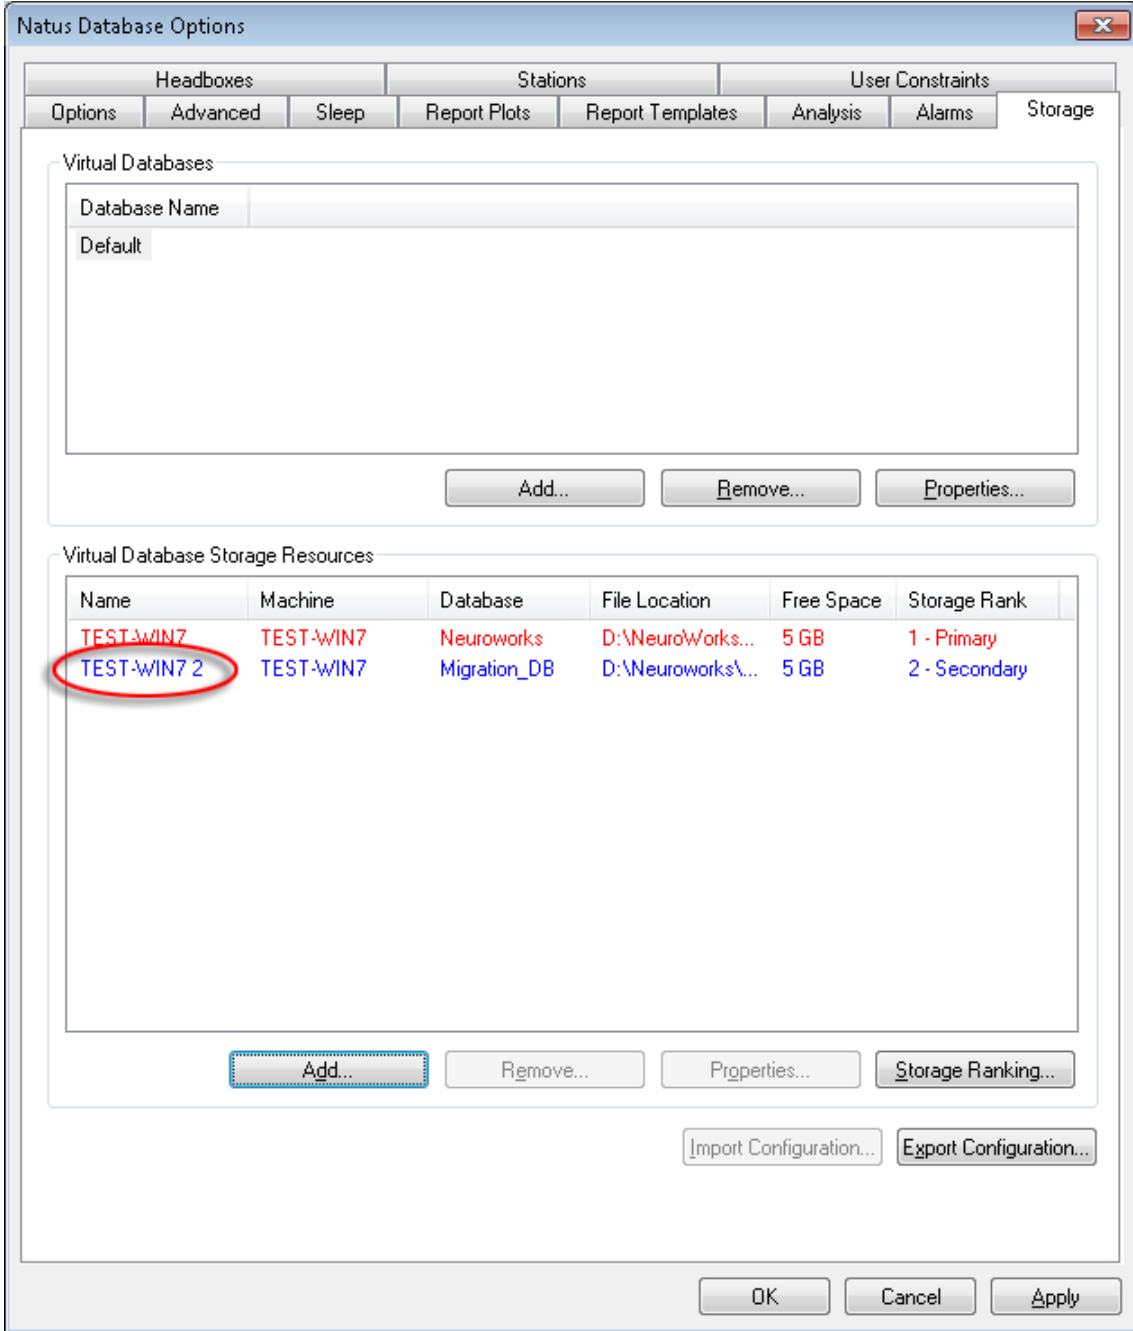 Natus Database Options
Headboxes Stations User Constraints
Options Advanced Sleep Report Plots Report Templates Analysis Alarms Storage
Virtual Databases
Database Name
Default
Add... Remove... Properties...
Virtual Database Storage Resources
Name Machine Database File Location Free Space Storage Rank
TEST-WIN7 TEST-WIN7 Neuroworks D:\NeuroWorks... 5 GB 1 - Primary
TEST-WIN7 2 TEST-WIN7 Migration_DB D:\Neuroworks\... 5 GB 2 - Secondary
Add... Remove... Properties... Storage Ranking...
Import Configuration... Export Configuration...
OK Cancel Apply